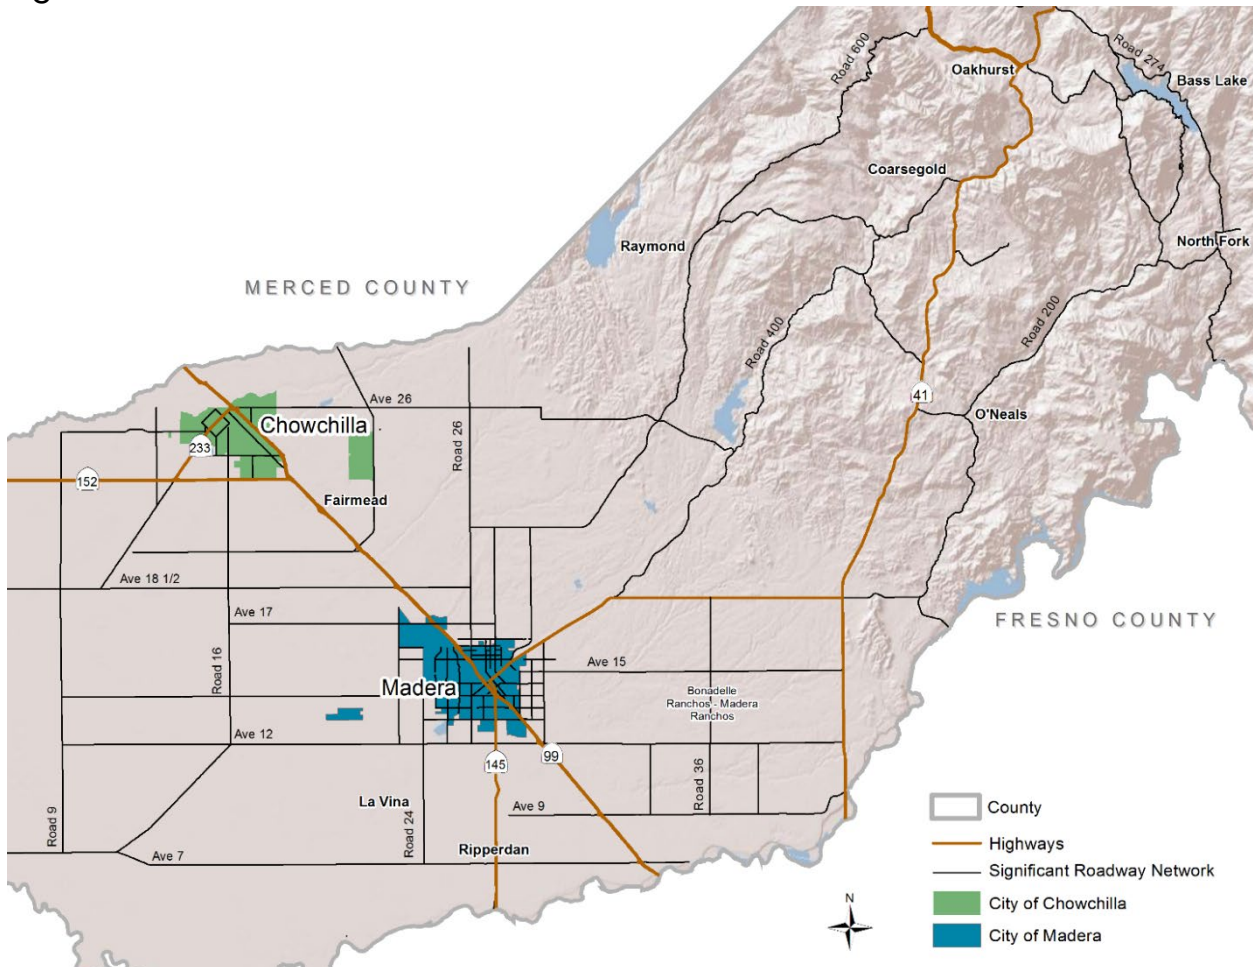 Road 600
Oakhurst
Road 274
Bass Lake
Coarsegold
Raymond
North Fork
MERCED COUNTY
Road 200
Road 400
41
O'Neals
Ave 26
Chowchilla
Road 26
233
152
Fairmead
Ave 18 1/2
Ave 17
FRESNO COUNTY
Road 16
Ave 15
Madera
Bonadelle
Ranchos - Madera
Ranchos
Ave 12
145
99
Road 36
La Vina
Ave 9
Road 9
Road 24
Ripperdan
Ave 7
County
Highways
Significant Roadway Network
City of Chowchilla
City of Madera
N